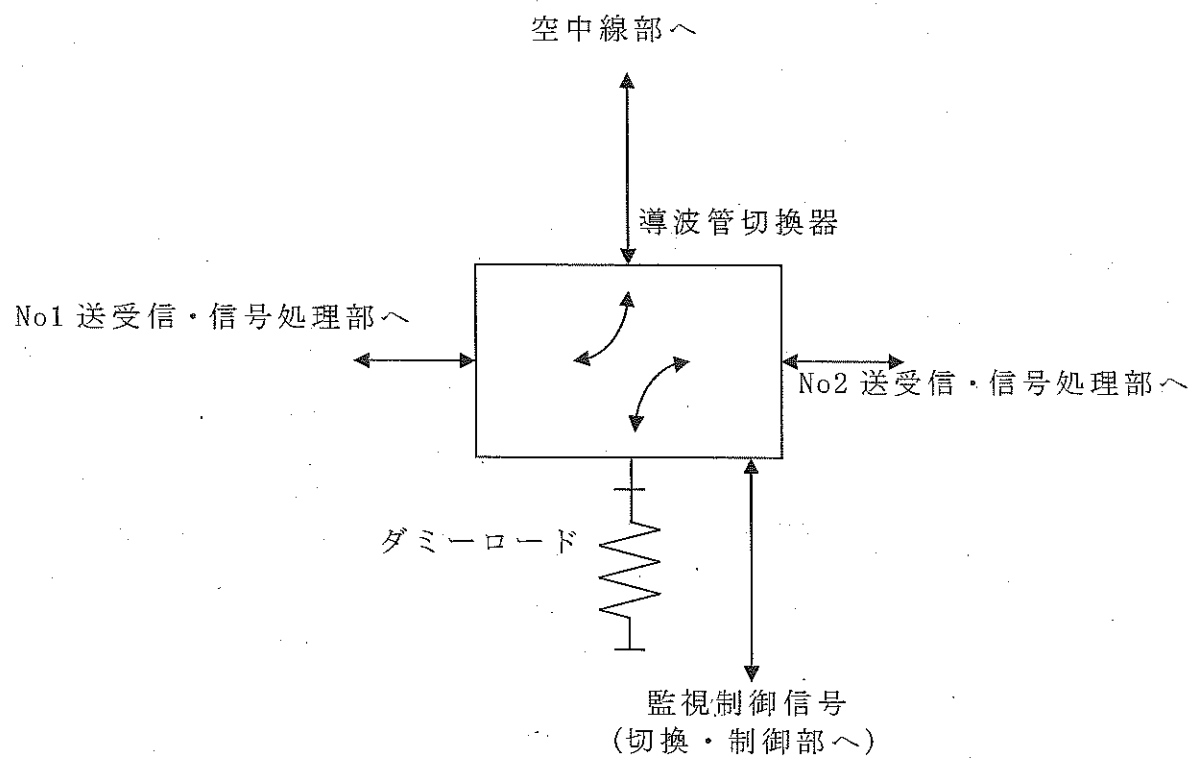 空中線部へ
導波管切換器
No1 送受信・信号処理部へ
No2 送受信・信号処理部へ
ダミーロード
監視制御信号
(切換・制御部へ)